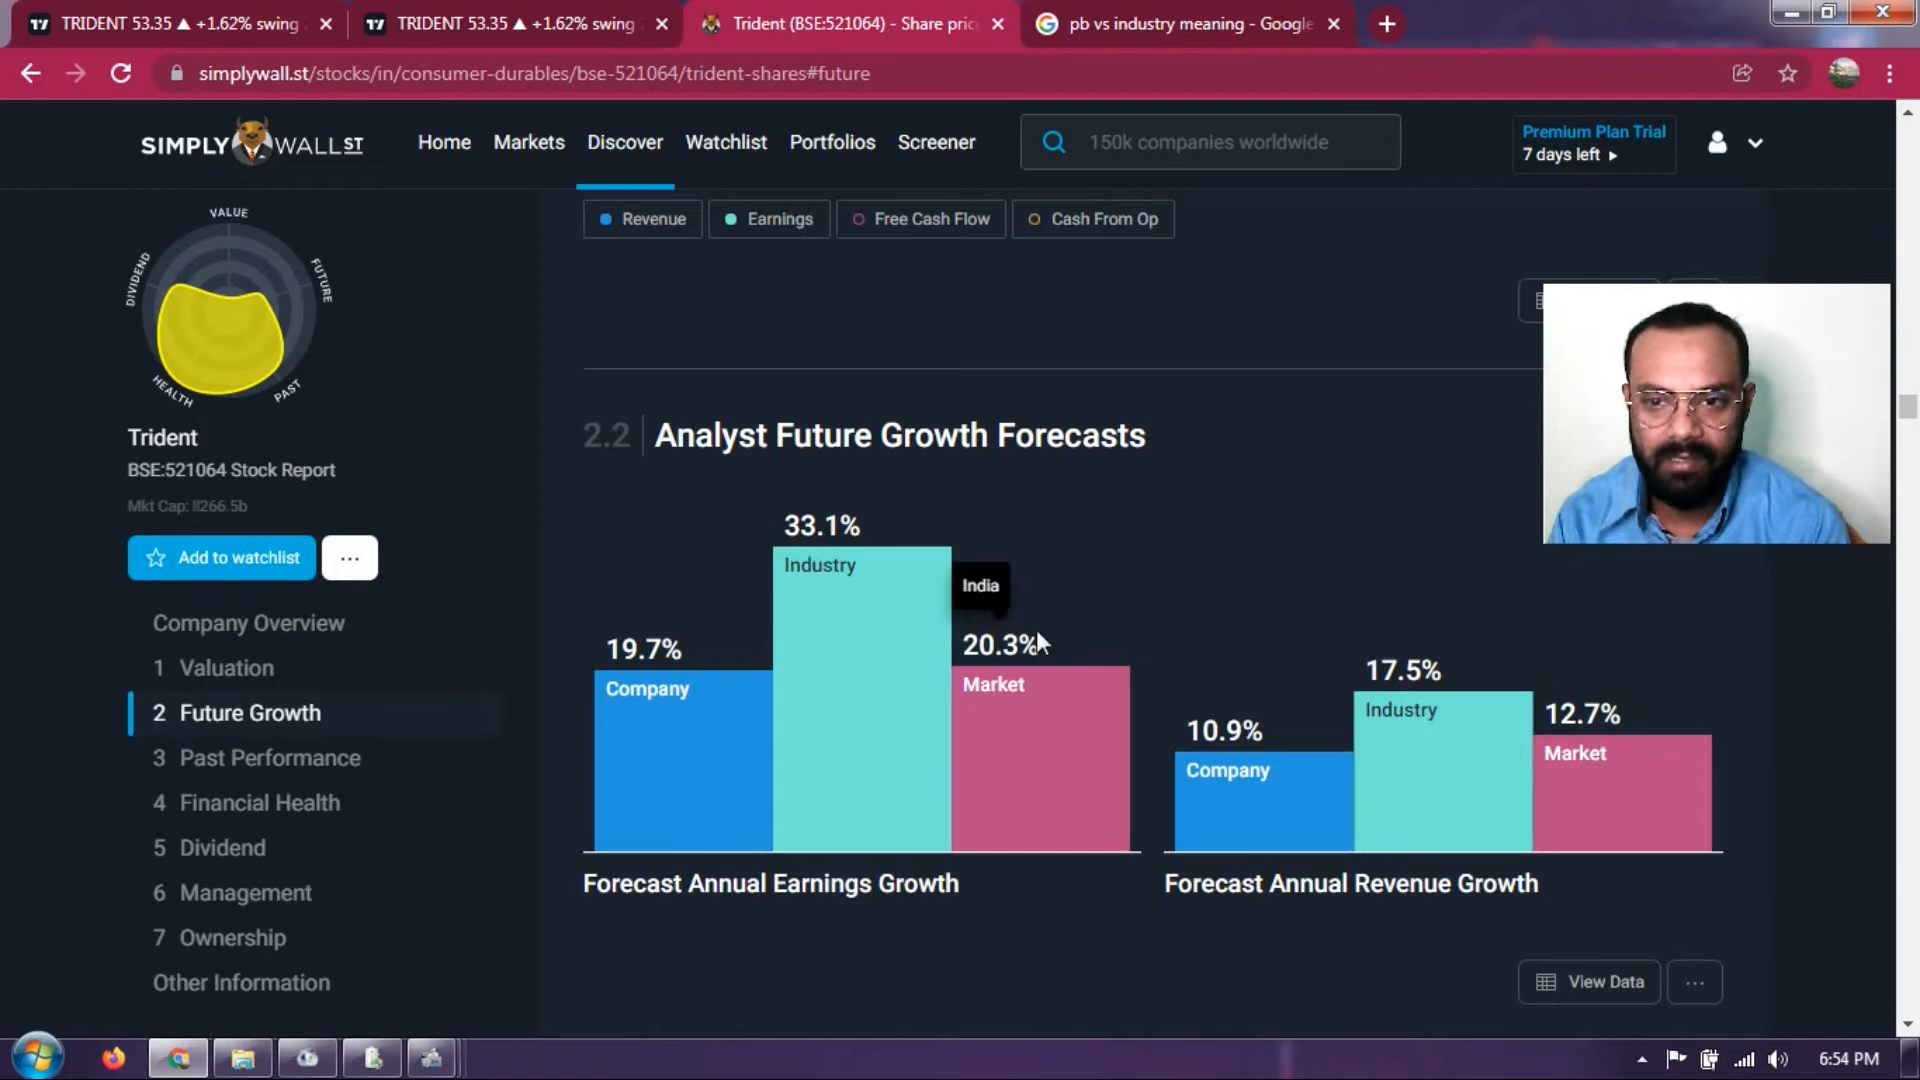 TRIDENT 53.35 ▲ +1.62% swing
TRIDENT 53.35 ▲ +1.62% swing
Trident (BSE:521064) - Share pric
pb vs industry meaning - Google
simplywall.st/stocks/in/consumer-durables/bse-521064/trident-shares#future
SIMPLY WALL ST
Home
Markets
Discover
Watchlist
Portfolios
Screener
150k companies worldwide
Premium Plan Trial
7 days left ▸
VALUE
FUTURE
PAST
HEALTH
DIVIDEND
Trident
BSE:521064 Stock Report
Mkt Cap: 266.5b
Add to watchlist
...
Company Overview
1 Valuation
2 Future Growth
3 Past Performance
4 Financial Health
5 Dividend
6 Management
7 Ownership
Other Information
Revenue
Earnings
Free Cash Flow
Cash From Op
2.2 Analyst Future Growth Forecasts
19.7%
Company
33.1%
Industry
India
20.3%
Market
Forecast Annual Earnings Growth
10.9%
Company
17.5%
Industry
12.7%
Market
Forecast Annual Revenue Growth
View Data
...
6:54 PM